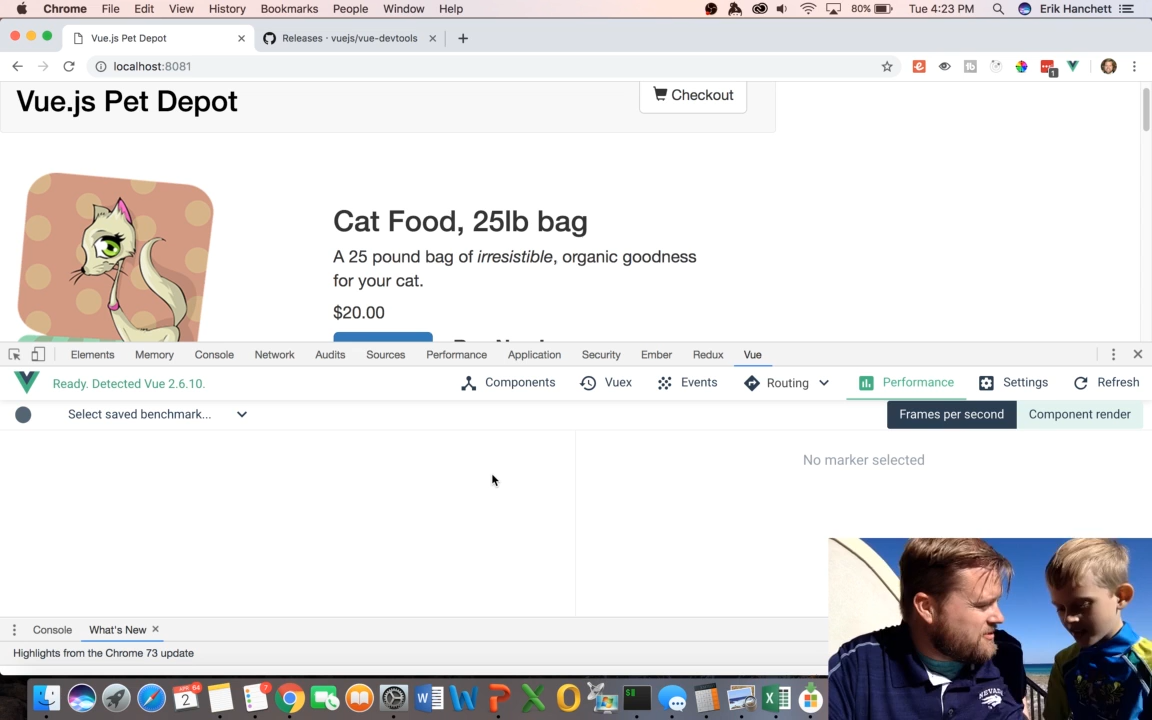 Chrome File Edit View History Bookmarks People Window Help 80% Tue 4:23 PM Erik Hanchett
Vue.js Pet Depot Releases · vuejs/vue-devtools
localhost:8081
Vue.js Pet Depot
Checkout
Cat Food, 25lb bag
A 25 pound bag of irresistible, organic goodness
for your cat.
$20.00
Elements Memory Console Network Audits Sources Performance Application Security Ember Redux Vue
Ready. Detected Vue 2.6.10. Components Vuex Events Routing Performance Settings Refresh
Select saved benchmark... Frames per second Component render
No marker selected
Console What's New
Highlights from the Chrome 73 update
NEVADA